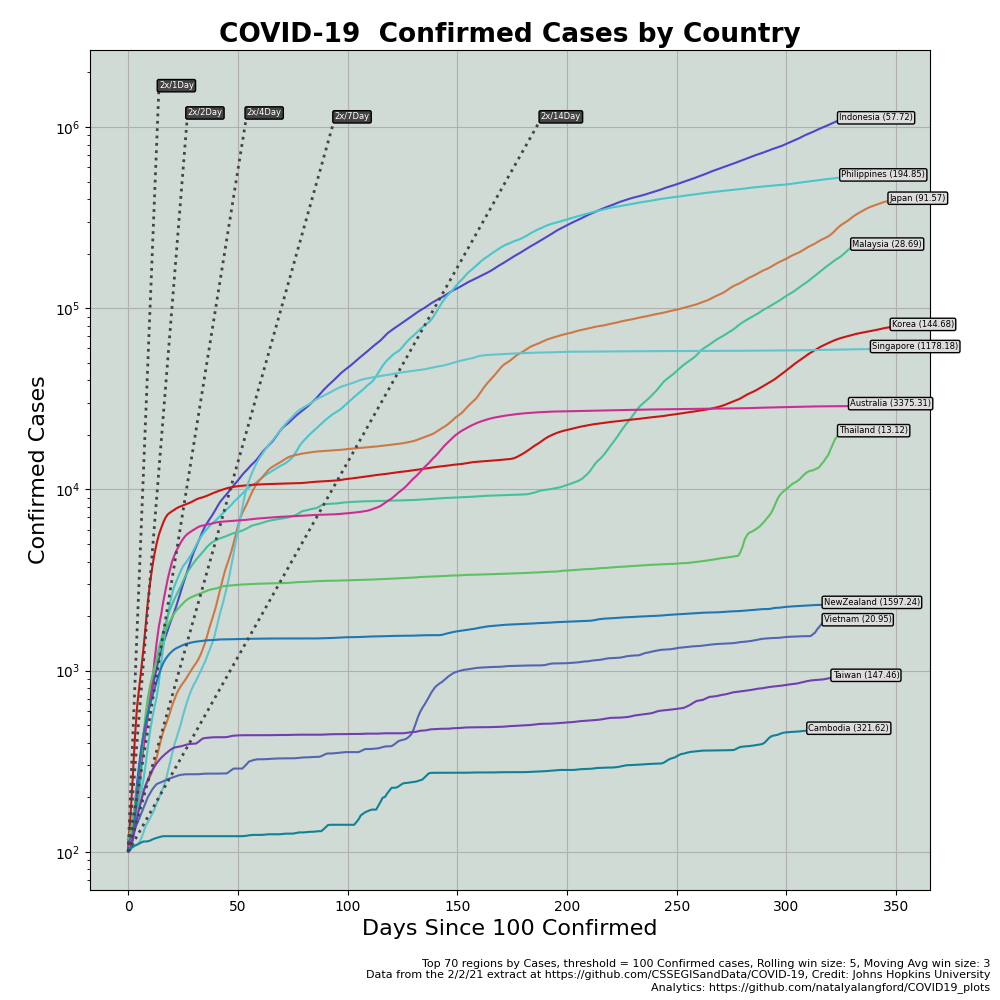 COVID-19  Confirmed Cases by Country
2x/1Day
2x/2Day
2x/4Day
2x/7Day
2x/14Day
Indonesia (57.72)
Philippines (194.85)
Japan (91.57)
Malaysia (28.69)
Korea (144.68)
Singapore (1178.18)
Australia (3375.31)
Thailand (13.12)
NewZealand (1597.24)
Vietnam (20.95)
Taiwan (147.46)
Cambodia (321.62)
Confirmed Cases
10^6
10^5
10^4
10^3
10^2
0 50 100 150 200 250 300 350
Days Since 100 Confirmed
Top 70 regions by Cases, threshold = 100 Confirmed cases, Rolling win size: 5, Moving Avg win size: 3
Data from the 2/2/21 extract at https://github.com/CSSEGISandData/COVID-19, Credit: Johns Hopkins University
Analytics: https://github.com/natalyalangford/COVID19_plots